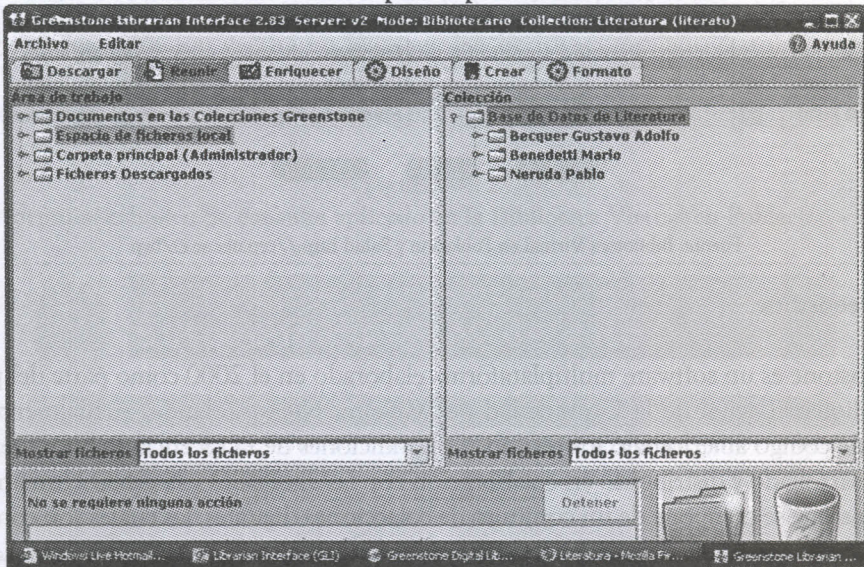 Greenstone Librarian Interface 2.83 Server: v2 Mode: Bibliotecario Collection: Literatura (literatu)
Archivo Editar Ayuda
Descargar Reunir Enriquecer Diseño Crear Formato
Área de trabajo
Documentos en las Colecciones Greenstone
Espacio de ficheros local
Carpeta principal (Administrador)
Ficheros Descargados
Mostrar ficheros Todos los ficheros
Colección
Base de Datos de Literatura
Becquer Gustavo Adolfo
Benedetti Mario
Neruda Pablo
Mostrar ficheros Todos los ficheros
No se requiere ninguna acción
Detener
Windows Live Hotmail... Librarian Interface (GLI) Greenstone Digital Lib... Literatura - Mozilla Fir... Greenstone Librarian ...